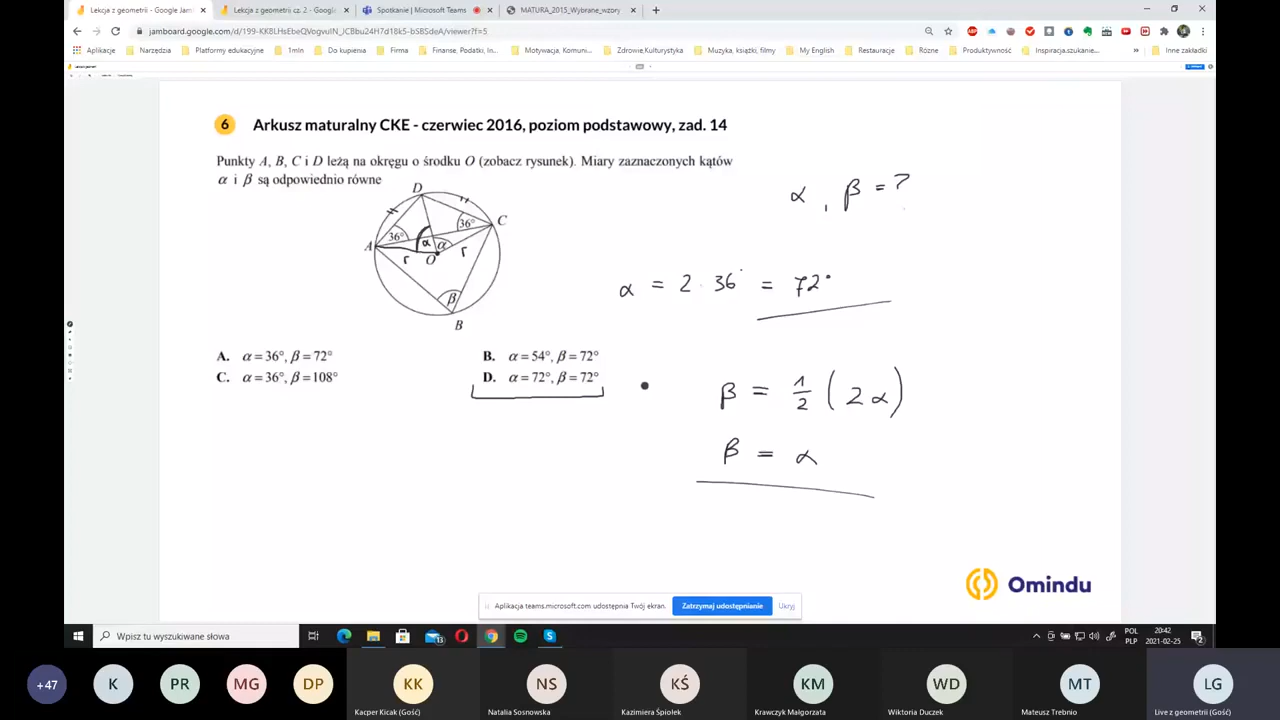 Lekcja z geometrii - Google Jam
Lekcja z geometrii cz. 2 - Google
Spotkanie | Microsoft Teams
MATURA_2015_Wybrane_wzory
jamboard.google.com/d/199-KK8LHsEbeQVogvuIN_JCBbu24H7d18k5-bSBSdeA/viewer?f=5
Aplikacje
Narzędzia
Platformy edukacyjne
1mln
Do kupienia
Firma
Finanse, Podatki, In...
Motywacja, Komuni...
Zdrowie,Kulturystyka
Muzyka, książki, filmy
My English
Restauracje
Różne
Produktywność
Inspiracja.szukanie...
Inne zakładki
6 Arkusz maturalny CKE - czerwiec 2016, poziom podstawowy, zad. 14
Punkty A, B, C i D leżą na okręgu o środku O (zobacz rysunek). Miary zaznaczonych kątów
α i β są odpowiednio równe
D
C
36°
36°
A
α
α
r
O
r
β
B
α, β = ?
α = 2 · 36° = 72°
A. α = 36°, β = 72°
B. α = 54°, β = 72°
C. α = 36°, β = 108°
D. α = 72°, β = 72°
β = 1/2 (2α)
β = α
Omindu
Aplikacja teams.microsoft.com udostępnia Twój ekran.
Zatrzymaj udostępnianie
Ukryj
Wpisz tu wyszukiwane słowa
13
POL
PLP
20:42
2021-02-25
2
+47
K
PR
MG
DP
KK
NS
KŚ
KM
WD
MT
LG
Kacper Kicak (Gość)
Natalia Sosnowska
Kazimiera Śpiołek
Krawczyk Małgorzata
Wiktoria Duczek
Mateusz Trebnio
Live z geometrii (Gość)